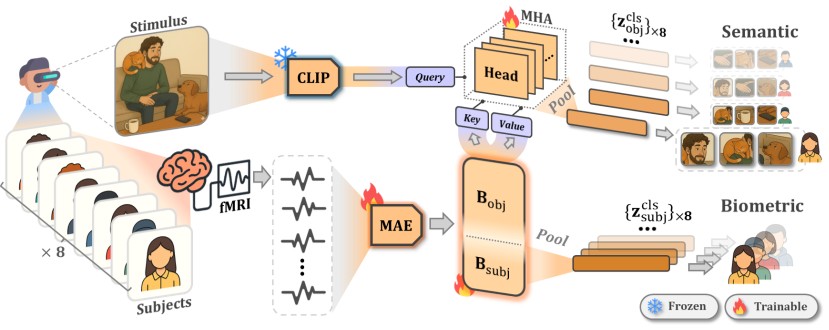 Stimulus
CLIP
Query
MHA
Head
Pool
Key
Value
{z^cls_obj}×8
Semantic
fMRI
× 8
Subjects
MAE
B_obj
B_subj
Pool
{z^cls_subj}×8
Biometric
Frozen
Trainable